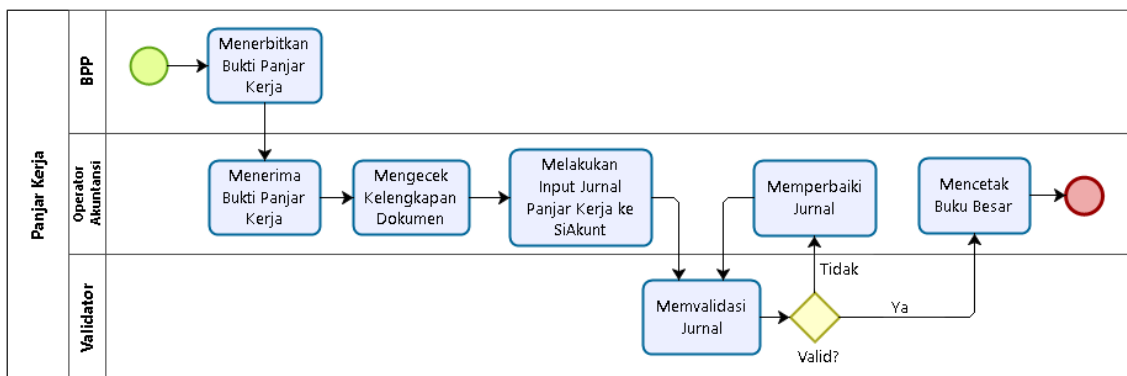 Panjar Kerja
BPP
Menerbitkan
Bukti Panjar
Kerja
Operator
Akuntansi
Menerima
Bukti Panjar
Kerja
Mengecek
Kelengkapan
Dokumen
Melakukan
Input Jurnal
Panjar Kerja ke
SiAkunt
Memperbaiki
Jurnal
Mencetak
Buku Besar
Validator
Memvalidasi
Jurnal
Tidak
Ya
Valid?